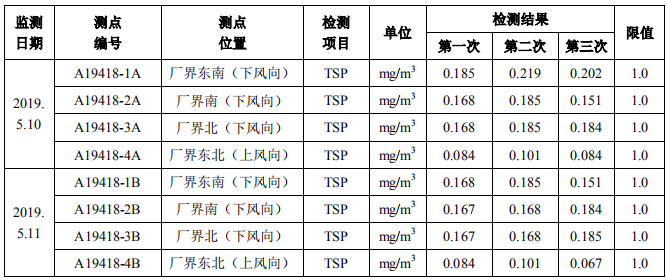 监测日期 测点编号 测点位置 检测项目 单位 检测结果 限值
第一次 第二次 第三次
2019.5.10 A19418-1A 厂界东南（下风向） TSP mg/m³ 0.185 0.219 0.202 1.0
A19418-2A 厂界南（下风向） TSP mg/m³ 0.168 0.185 0.151 1.0
A19418-3A 厂界北（下风向） TSP mg/m³ 0.168 0.185 0.184 1.0
A19418-4A 厂界东北（上风向） TSP mg/m³ 0.084 0.101 0.084 1.0
2019.5.11 A19418-1B 厂界东南（下风向） TSP mg/m³ 0.168 0.185 0.151 1.0
A19418-2B 厂界南（下风向） TSP mg/m³ 0.167 0.168 0.184 1.0
A19418-3B 厂界北（下风向） TSP mg/m³ 0.167 0.168 0.185 1.0
A19418-4B 厂界东北（上风向） TSP mg/m³ 0.084 0.101 0.067 1.0